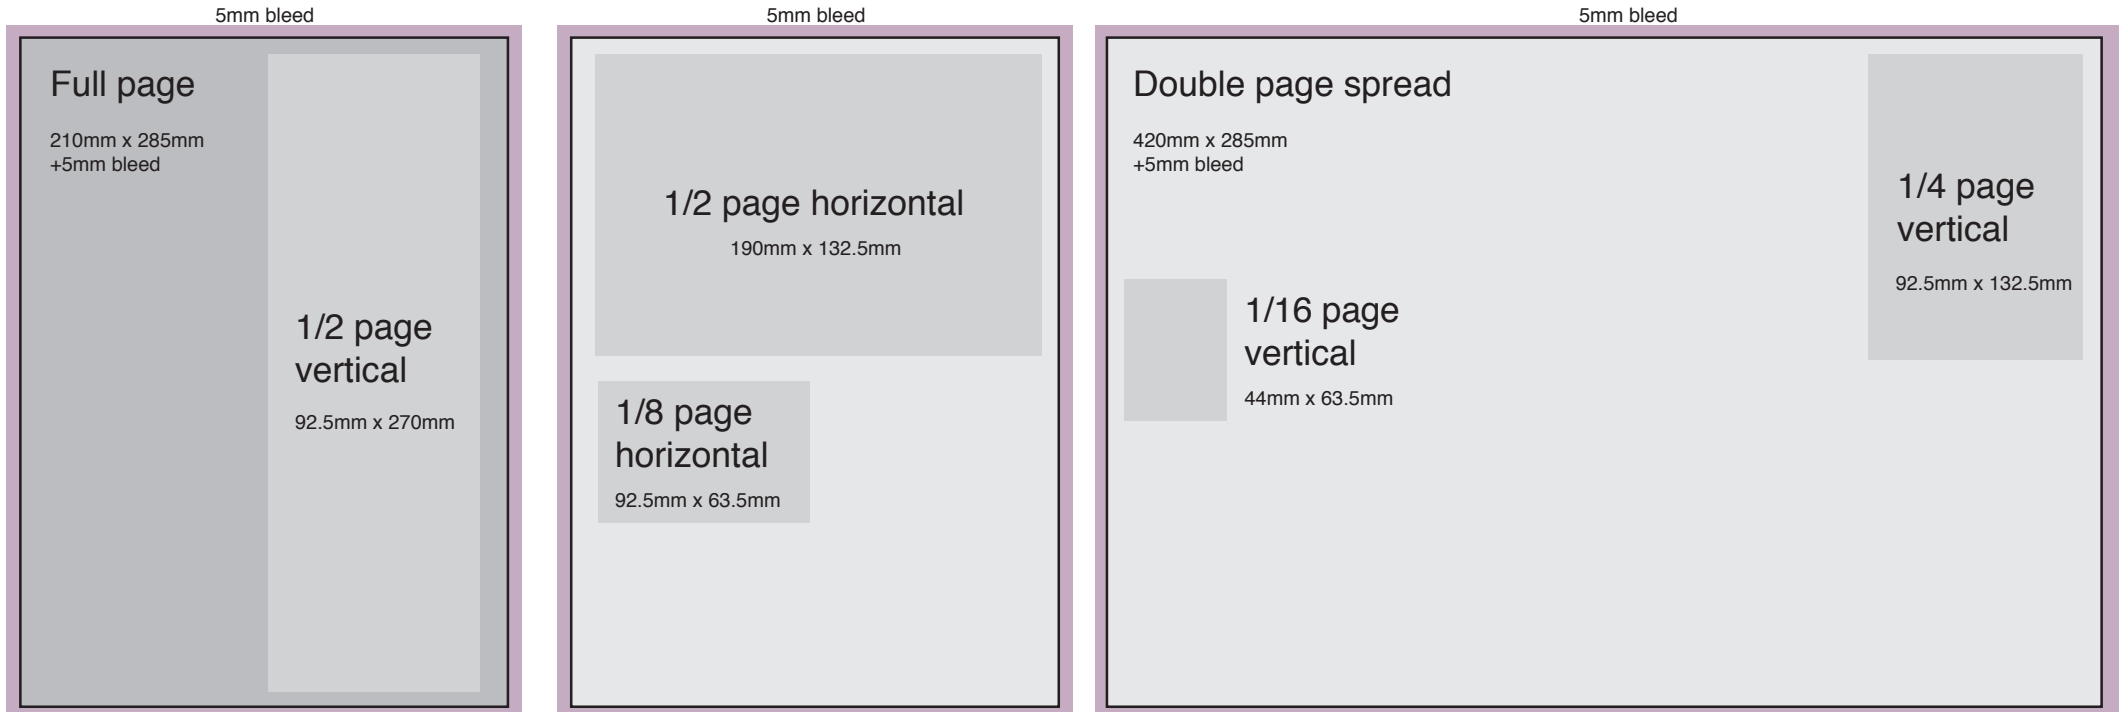 5mm bleed
Full page
210mm x 285mm
+5mm bleed
1/2 page
vertical
92.5mm x 270mm
5mm bleed
1/2 page horizontal
190mm x 132.5mm
1/8 page
horizontal
92.5mm x 63.5mm
5mm bleed
Double page spread
420mm x 285mm
+5mm bleed
1/16 page
vertical
44mm x 63.5mm
1/4 page
vertical
92.5mm x 132.5mm